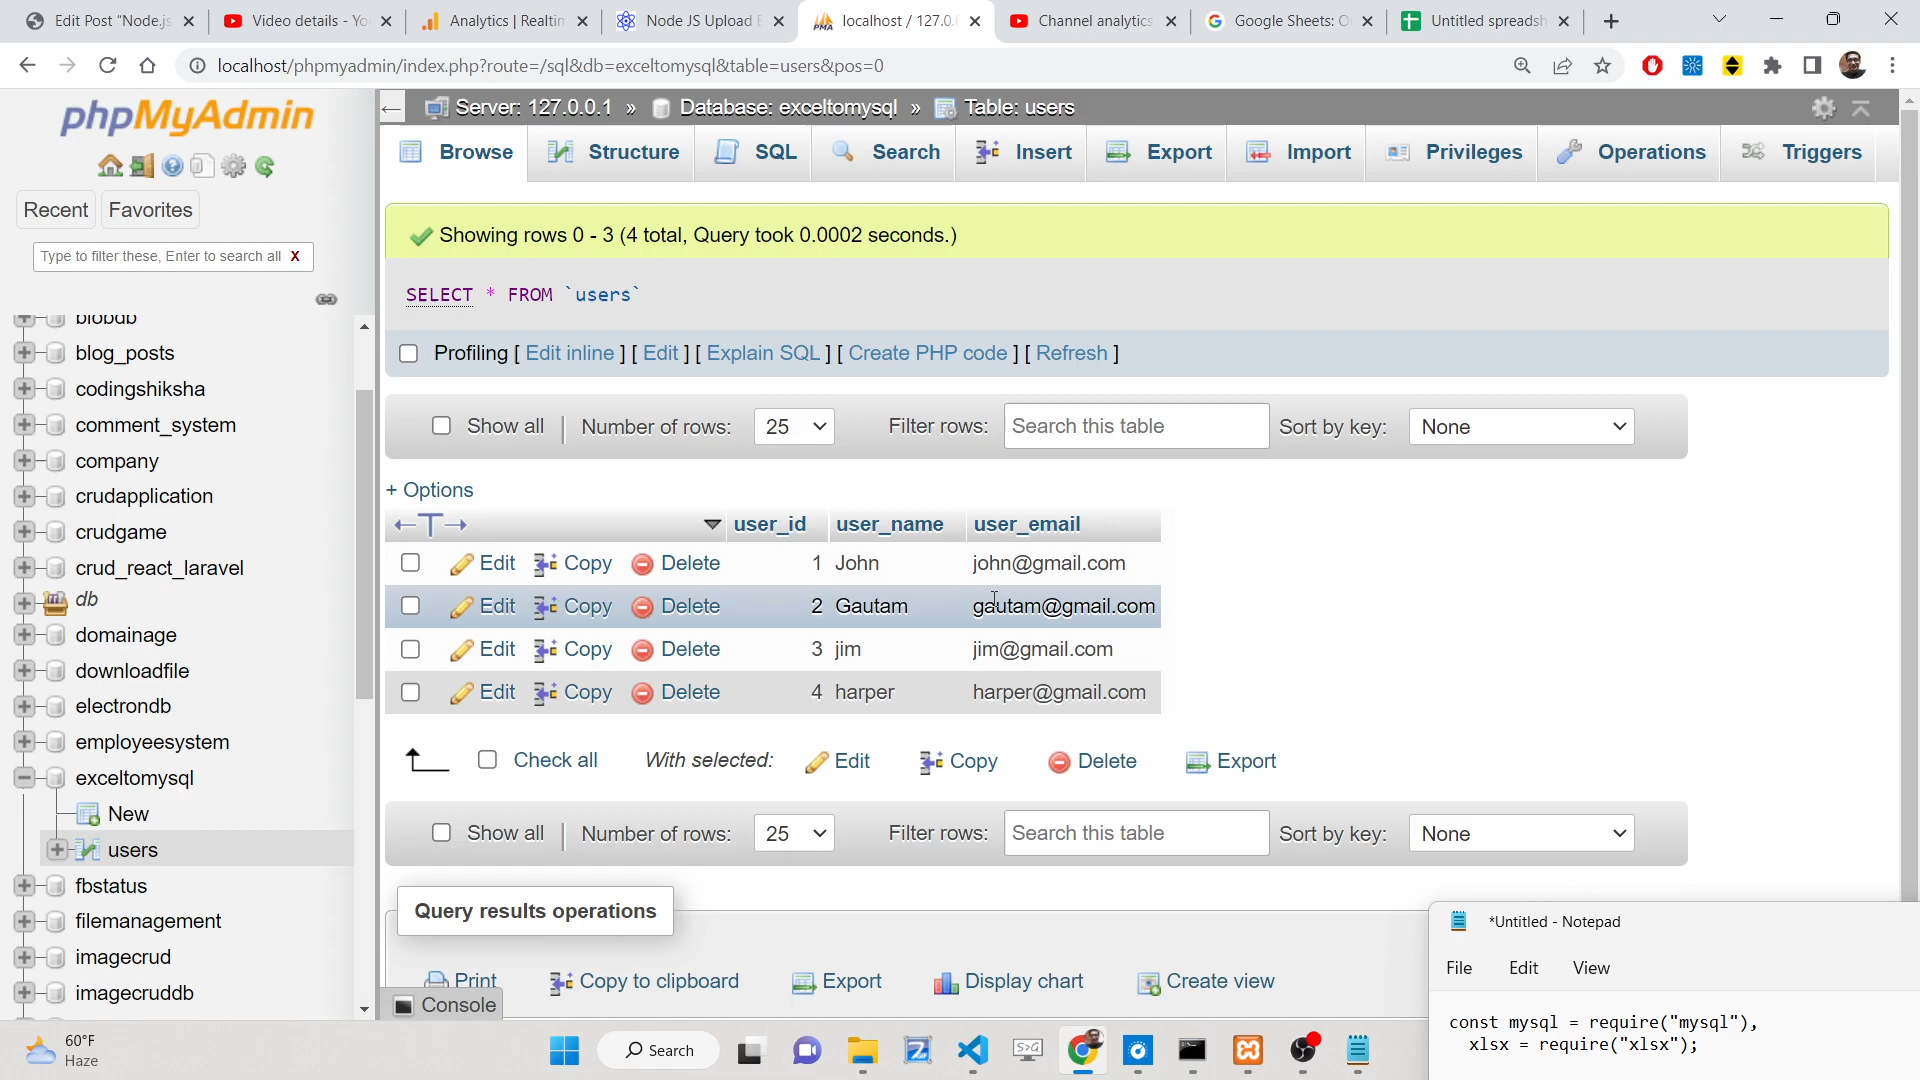 Edit Post “Node.js
Video details - Yo
Analytics | Realtim
Node JS Upload E
localhost / 127.0.0
Channel analytics
Google Sheets: O
Untitled spreadsh
localhost/phpmyadmin/index.php?route=/sql&db=exceltomysql&table=users&pos=0
phpMyAdmin
Recent
Favorites
Type to filter these, Enter to search all X
blobdb
blog_posts
codingshiksha
comment_system
company
crudapplication
crudgame
crud_react_laravel
db
domainage
downloadfile
electrondb
employeesystem
exceltomysql
New
users
fbstatus
filemanagement
imagecrud
imagecruddb
Server: 127.0.0.1 » Database: exceltomysql » Table: users
Browse Structure SQL Search Insert Export Import Privileges Operations Triggers
Showing rows 0 - 3 (4 total, Query took 0.0002 seconds.)
SELECT * FROM `users`
Profiling [ Edit inline ] [ Edit ] [ Explain SQL ] [ Create PHP code ] [ Refresh ]
Show all | Number of rows: 25 Filter rows: Search this table Sort by key: None
+ Options
←T→ user_id user_name user_email
Edit Copy Delete 1 John john@gmail.com
Edit Copy Delete 2 Gautam gautam@gmail.com
Edit Copy Delete 3 jim jim@gmail.com
Edit Copy Delete 4 harper harper@gmail.com
Check all With selected: Edit Copy Delete Export
Show all | Number of rows: 25 Filter rows: Search this table Sort by key: None
Query results operations
Print Copy to clipboard Export Display chart Create view
Console
*Untitled - Notepad
File Edit View
const mysql = require("mysql"),
xlsx = require("xlsx");
60°F
Haze
Search